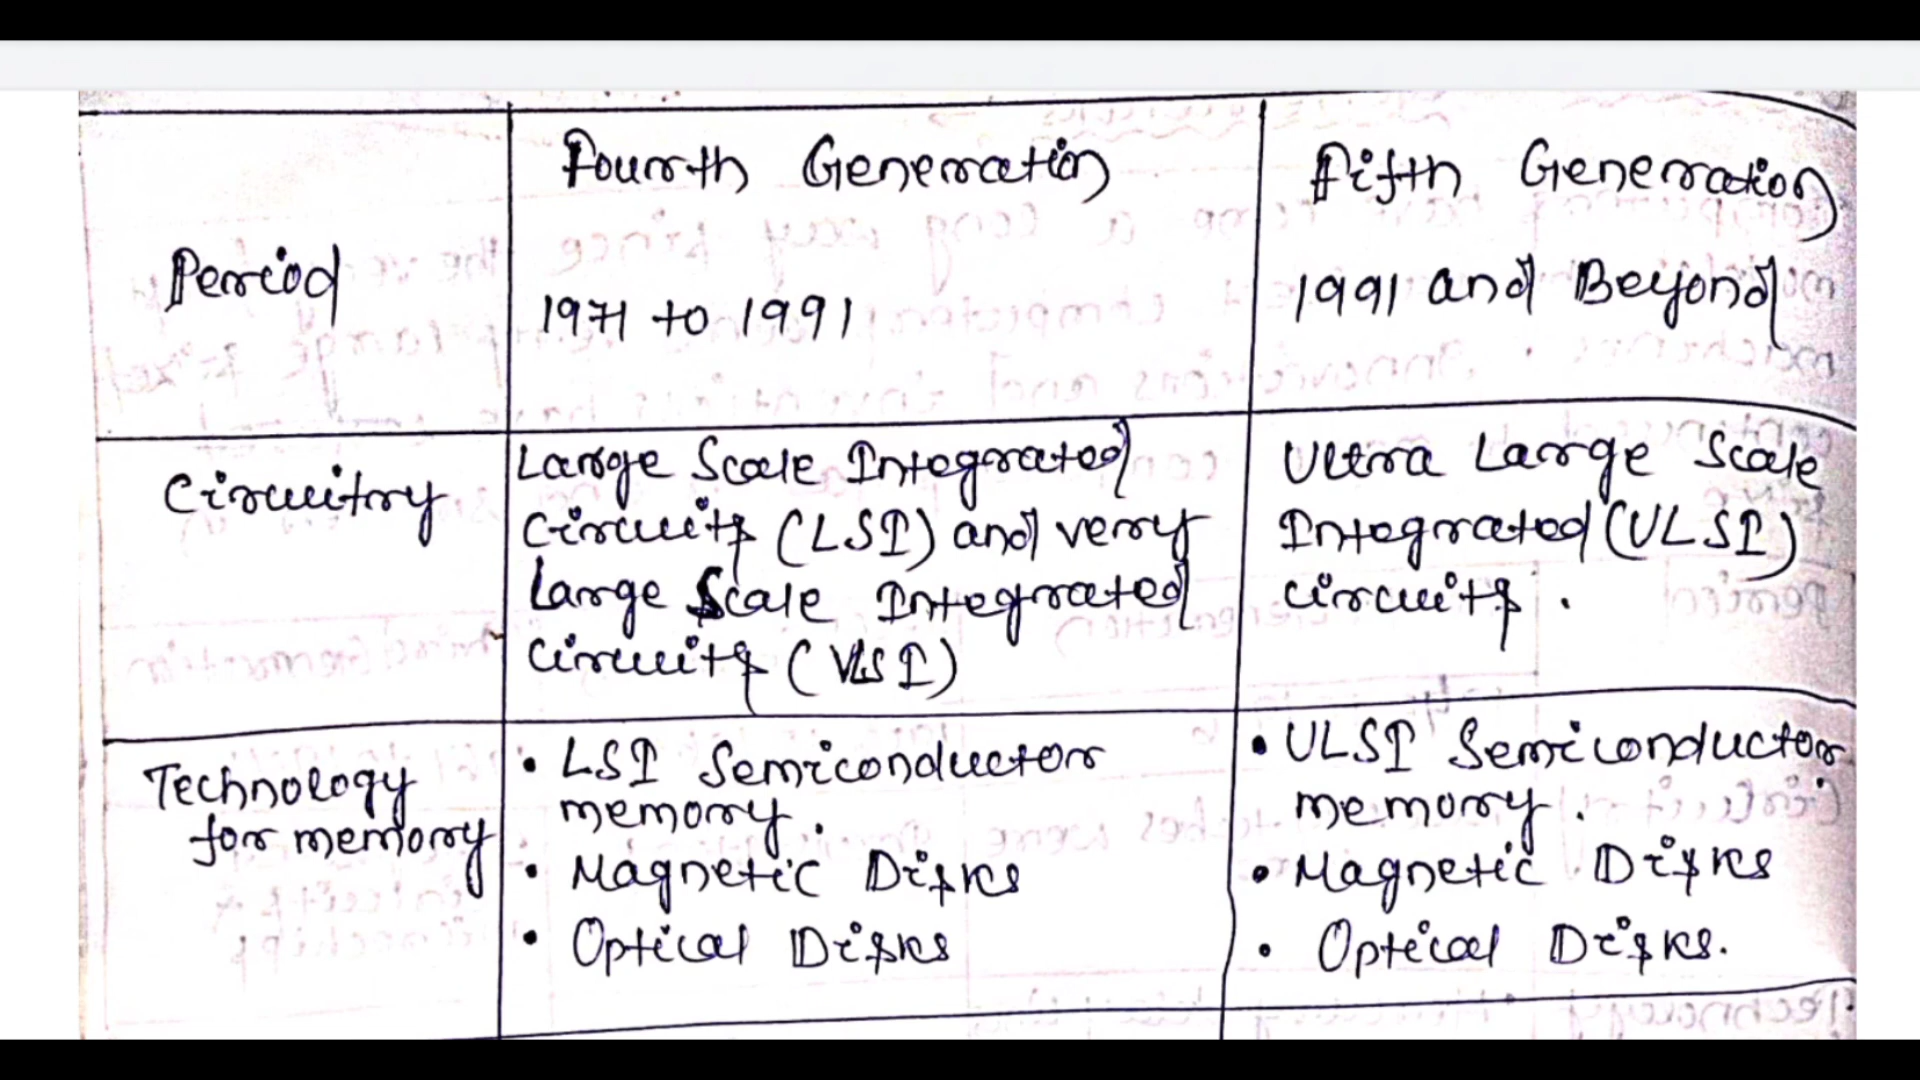 Fourth Generation
Fifth Generation
Period
1971 to 1991
1991 and Beyond
Circuitry
Large Scale Integrated
Circuits (LSI) and very
Large Scale Integrated
Circuits (VLSI)
Ultra Large Scale
Integrated (ULSI)
circuits.
Technology
for memory
• LSI Semiconductor
memory.
• Magnetic Disks
• Optical Disks
• ULSI Semiconductor
memory.
• Magnetic Disks
• Optical Disks.